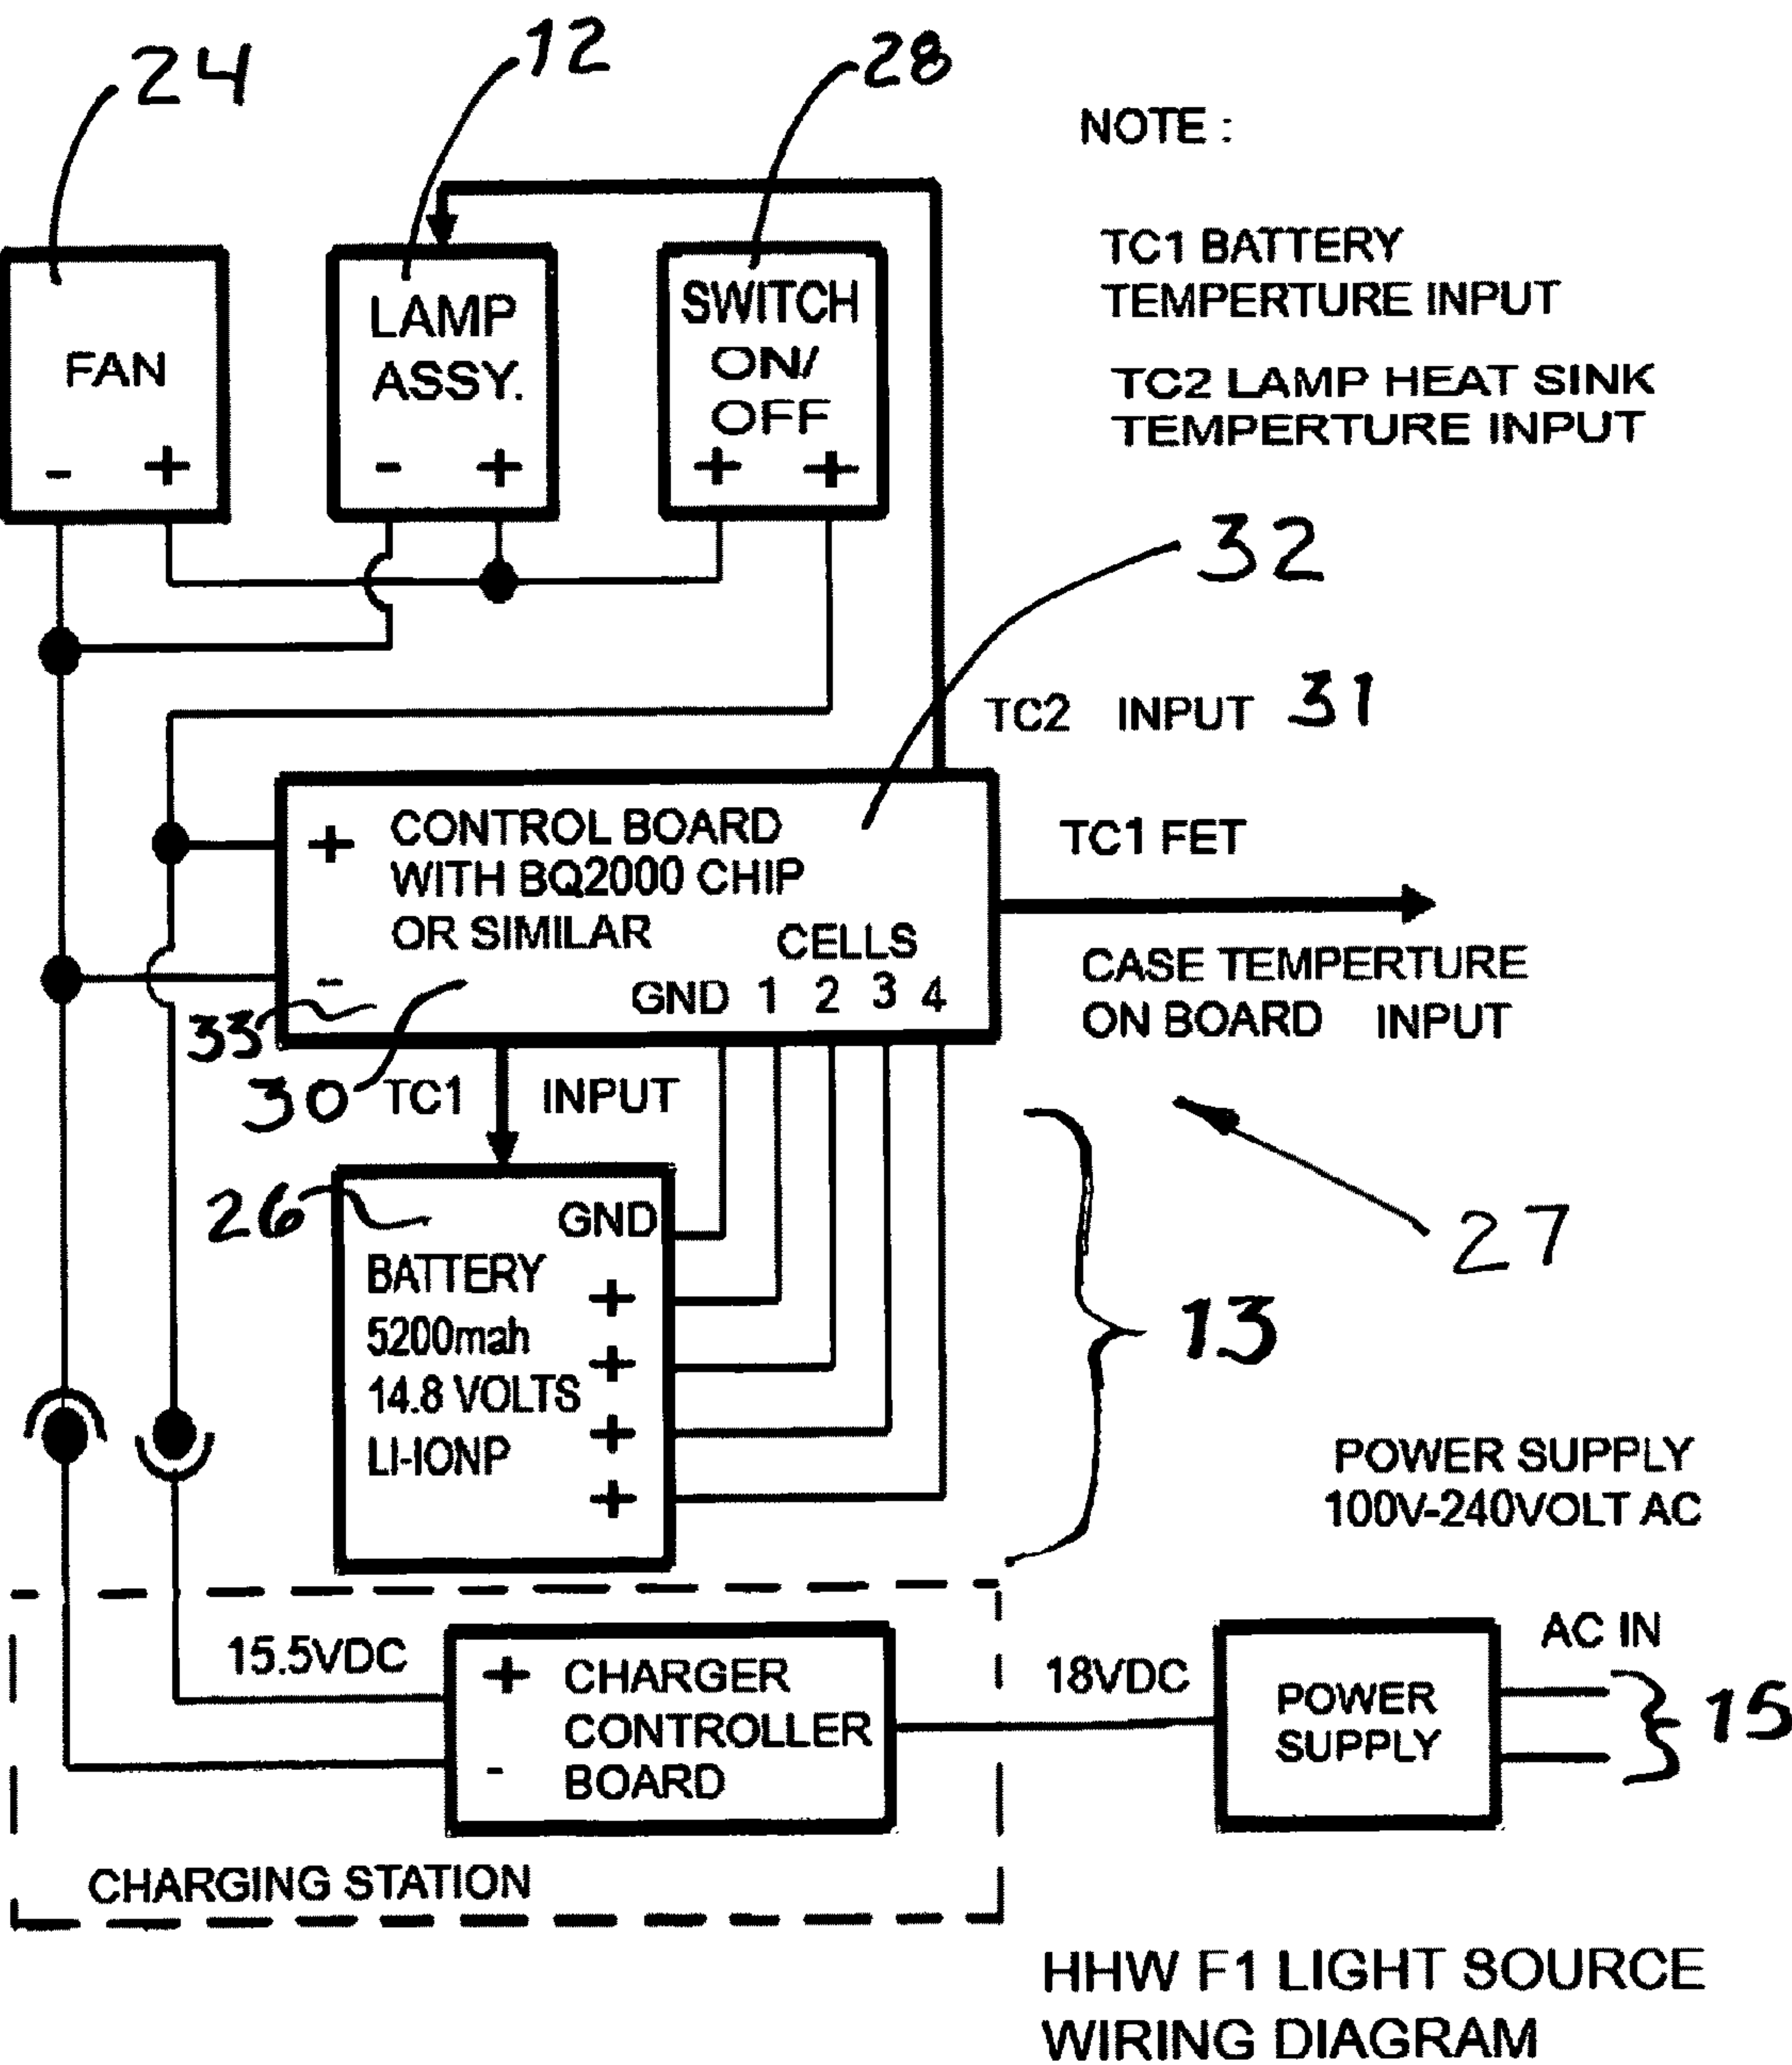 24
12
28
NOTE :
TC1 BATTERY
TEMPERTURE INPUT
TC2 LAMP HEAT SINK
TEMPERTURE INPUT
FAN
- +
LAMP
ASSY.
- +
SWITCH
ON/
OFF
+ +
32
TC2 INPUT 31
+ CONTROL BOARD
WITH BQ2000 CHIP
OR SIMILAR
CELLS
- GND 1 2 3 4
TC1 FET
CASE TEMPERTURE
ON BOARD INPUT
33
30 TC1 INPUT
27
13
26 GND
BATTERY
+
5200mah
+
14.8 VOLTS
+
LI-IONP
+
POWER SUPPLY
100V-240VOLT AC
15.5VDC
+ CHARGER
CONTROLLER
- BOARD
18VDC
POWER
SUPPLY
AC IN
15
CHARGING STATION
HHW F1 LIGHT SOURCE
WIRING DIAGRAM